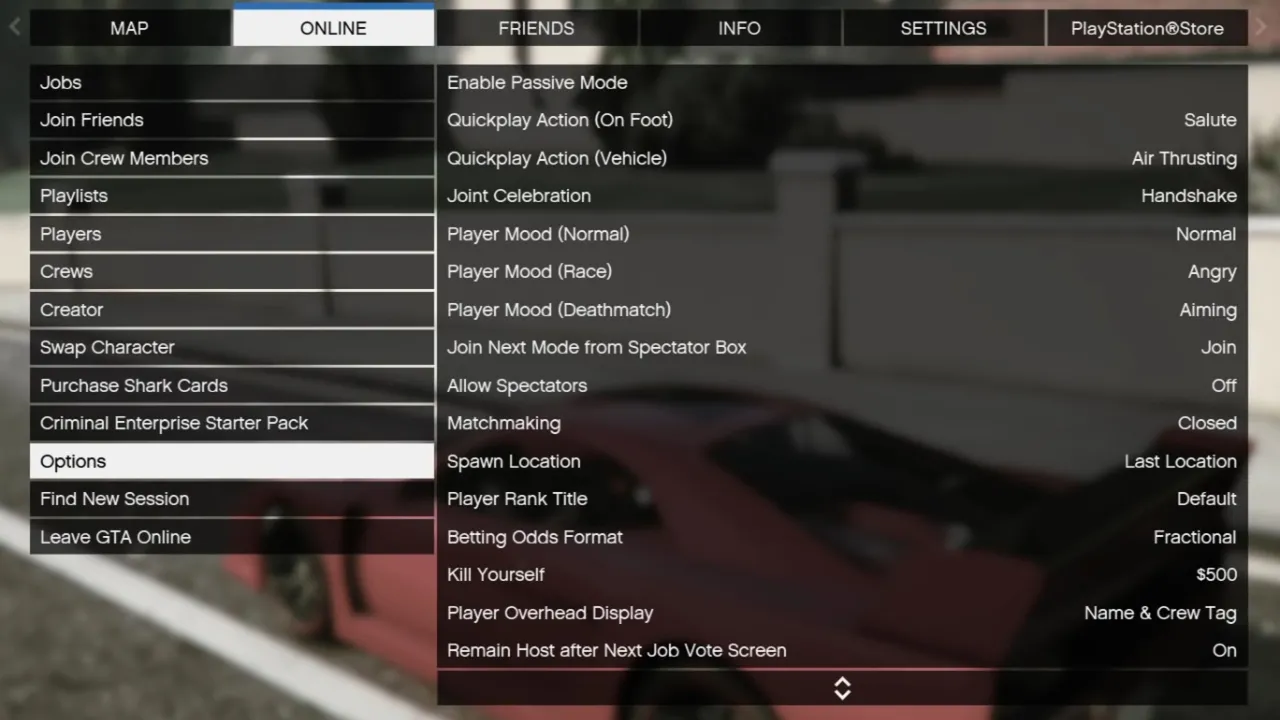 MAP
ONLINE
FRIENDS
INFO
SETTINGS
PlayStation®Store
Jobs
Join Friends
Join Crew Members
Playlists
Players
Crews
Creator
Swap Character
Purchase Shark Cards
Criminal Enterprise Starter Pack
Options
Find New Session
Leave GTA Online
Enable Passive Mode
Quickplay Action (On Foot) Salute
Quickplay Action (Vehicle) Air Thrusting
Joint Celebration Handshake
Player Mood (Normal) Normal
Player Mood (Race) Angry
Player Mood (Deathmatch) Aiming
Join Next Mode from Spectator Box Join
Allow Spectators Off
Matchmaking Closed
Spawn Location Last Location
Player Rank Title Default
Betting Odds Format Fractional
Kill Yourself $500
Player Overhead Display Name & Crew Tag
Remain Host after Next Job Vote Screen On